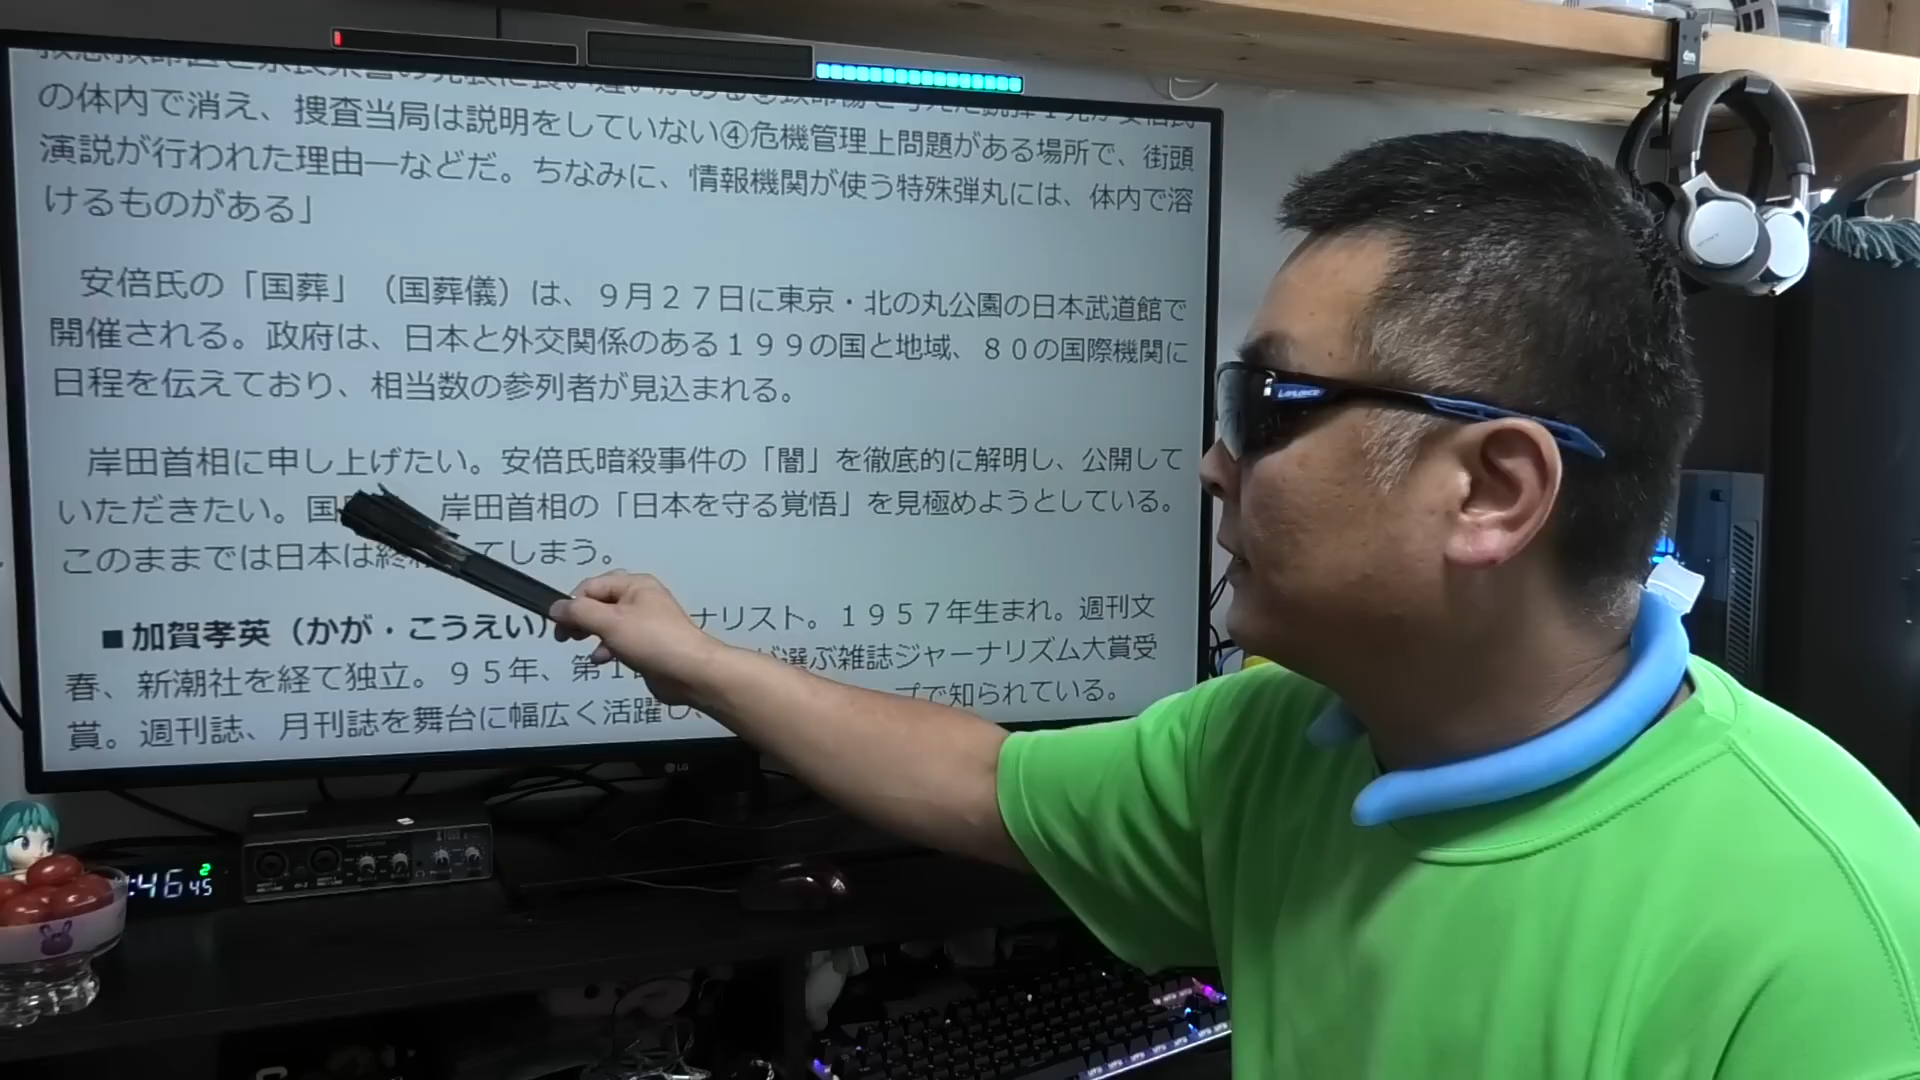 の体内で消え、捜査当局は説明をしていない④危機管理上問題がある場所で、街頭
演説が行われた理由―などだ。ちなみに、情報機関が使う特殊弾丸には、体内で溶
けるものがある」
安倍氏の「国葬」（国葬儀）は、９月２７日に東京・北の丸公園の日本武道館で
開催される。政府は、日本と外交関係のある１９９の国と地域、８０の国際機関に
日程を伝えており、相当数の参列者が見込まれる。
岸田首相に申し上げたい。安倍氏暗殺事件の「闇」を徹底的に解明し、公開して
いただきたい。国 岸田首相の「日本を守る覚悟」を見極めようとしている。
このままでは日本は終 てしまう。
■加賀孝英（かが・こうえい） ナリスト。１９５７年生まれ。週刊文
春、新潮社を経て独立。９５年、第１ が選ぶ雑誌ジャーナリズム大賞受
賞。週刊誌、月刊誌を舞台に幅広く活躍し、 プで知られている。
LG
:46 45
2